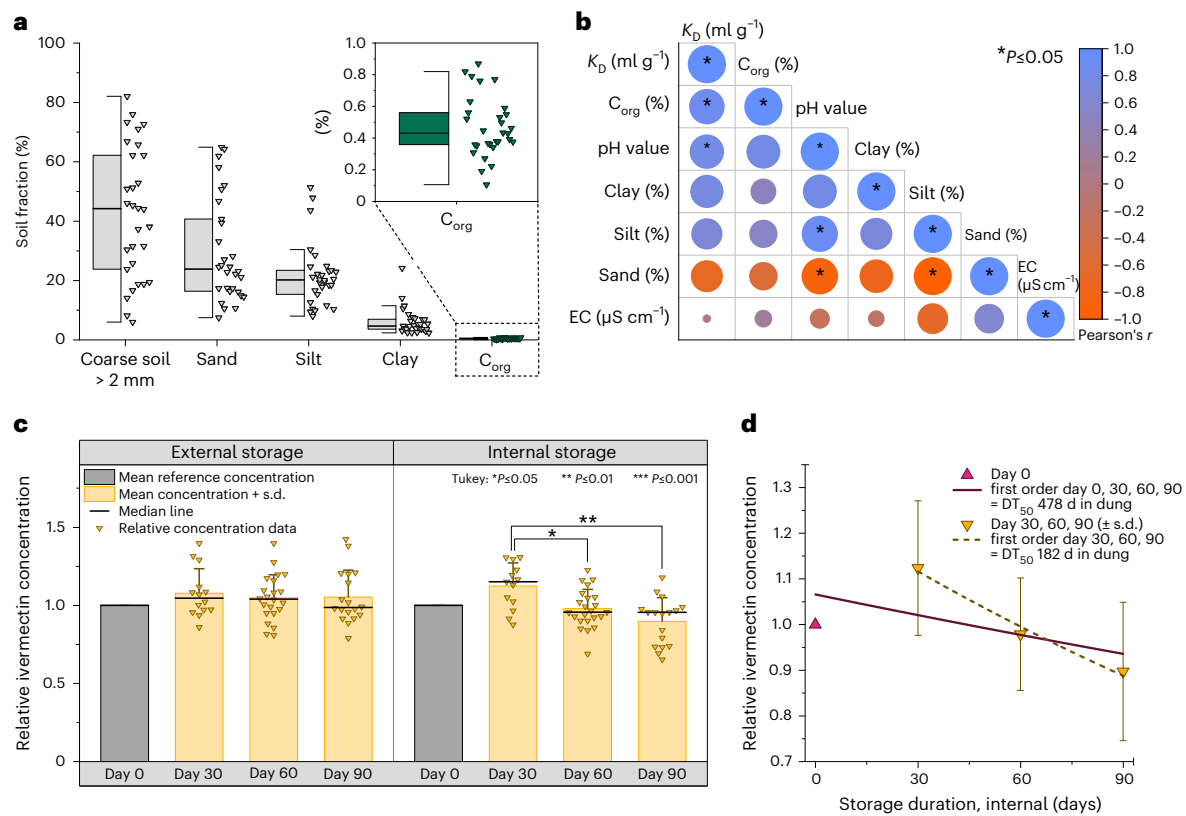 a
100
80
60
40
20
0
Soil fraction (%)
Coarse soil
> 2 mm
Sand
Silt
Clay
C_org
1.0
0.8
0.6
0.4
0.2
0
(%)
C_org
b
K_D (ml g⁻¹)
K_D (ml g⁻¹)
C_org (%)
C_org (%)
pH value
pH value
Clay (%)
Clay (%)
Silt (%)
Silt (%)
Sand (%)
Sand (%)
EC
(µS cm⁻¹)
EC (µS cm⁻¹)
*P≤0.05
1.0
0.8
0.6
0.4
0.2
0
−0.2
−0.4
−0.6
−0.8
−1.0
Pearson's r
c
External storage
Internal storage
Mean reference concentration
Mean concentration + s.d.
Median line
Relative concentration data
Tukey: *P≤0.05 ** P≤0.01 *** P≤0.001
*
**
1.5
1.0
0.5
0
Relative ivermectin concentration
Day 0 Day 30 Day 60 Day 90
Day 0 Day 30 Day 60 Day 90
d
Day 0
first order day 0, 30, 60, 90
= DT₅₀ 478 d in dung
Day 30, 60, 90 (± s.d.)
first order day 30, 60, 90
= DT₅₀ 182 d in dung
1.3
1.2
1.1
1.0
0.9
0.8
0.7
Relative ivermectin concentration
0 30 60 90
Storage duration, internal (days)